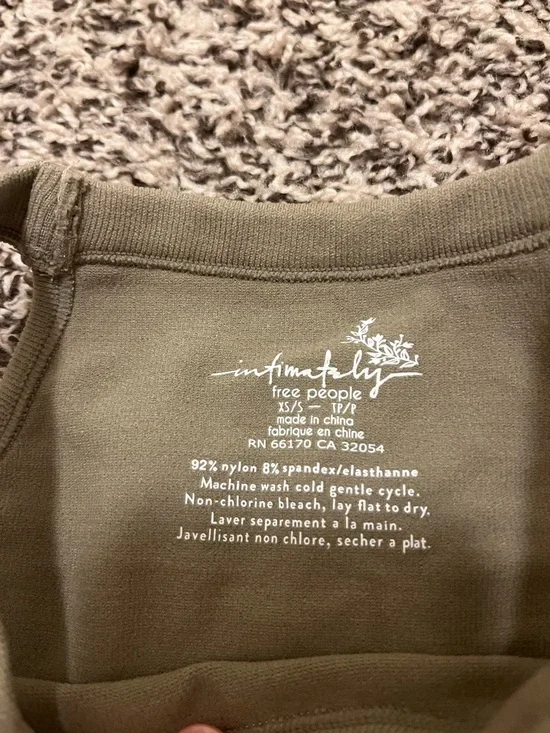 intimately
free people
XS/S — TP/P
made in china
fabrique en chine
RN 66170 CA 32054
92% nylon 8% spandex/elasthanne
Machine wash cold gentle cycle.
Non-chlorine bleach, lay flat to dry.
Laver separement a la main.
Javellisant non chlore, secher a plat.